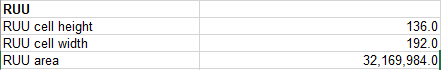 RUU
RUU cell height 136.0
RUU cell width 192.0
RUU area 32,169,984.0